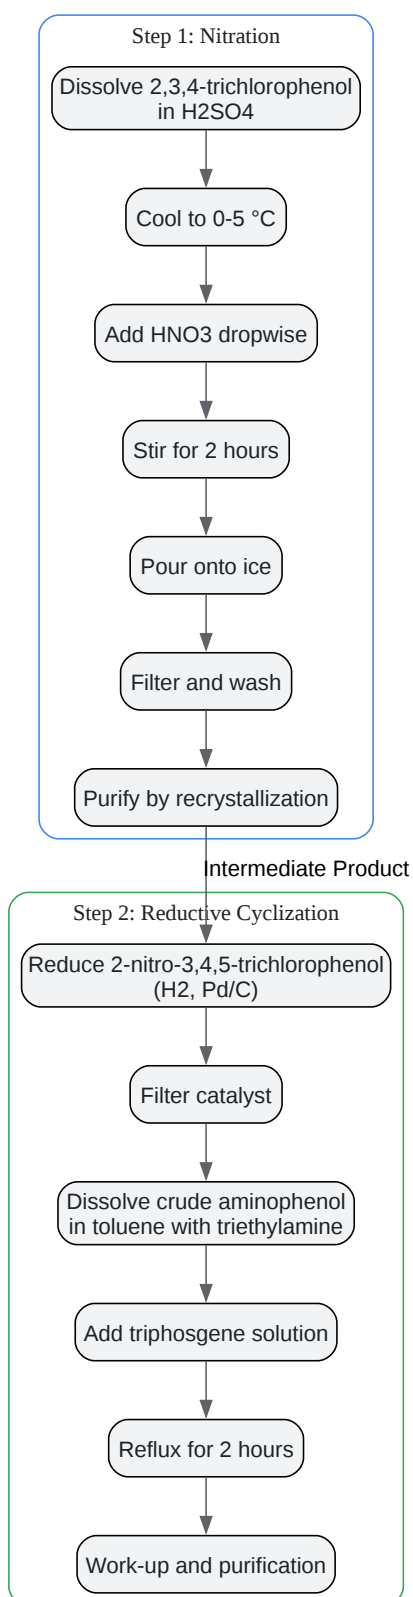 Step 1: Nitration
Dissolve 2,3,4-trichlorophenol
in H2SO4
Cool to 0-5 °C
Add HNO3 dropwise
Stir for 2 hours
Pour onto ice
Filter and wash
Purify by recrystallization
Intermediate Product
Step 2: Reductive Cyclization
Reduce 2-nitro-3,4,5-trichlorophenol
(H2, Pd/C)
Filter catalyst
Dissolve crude aminophenol
in toluene with triethylamine
Add triphosgene solution
Reflux for 2 hours
Work-up and purification